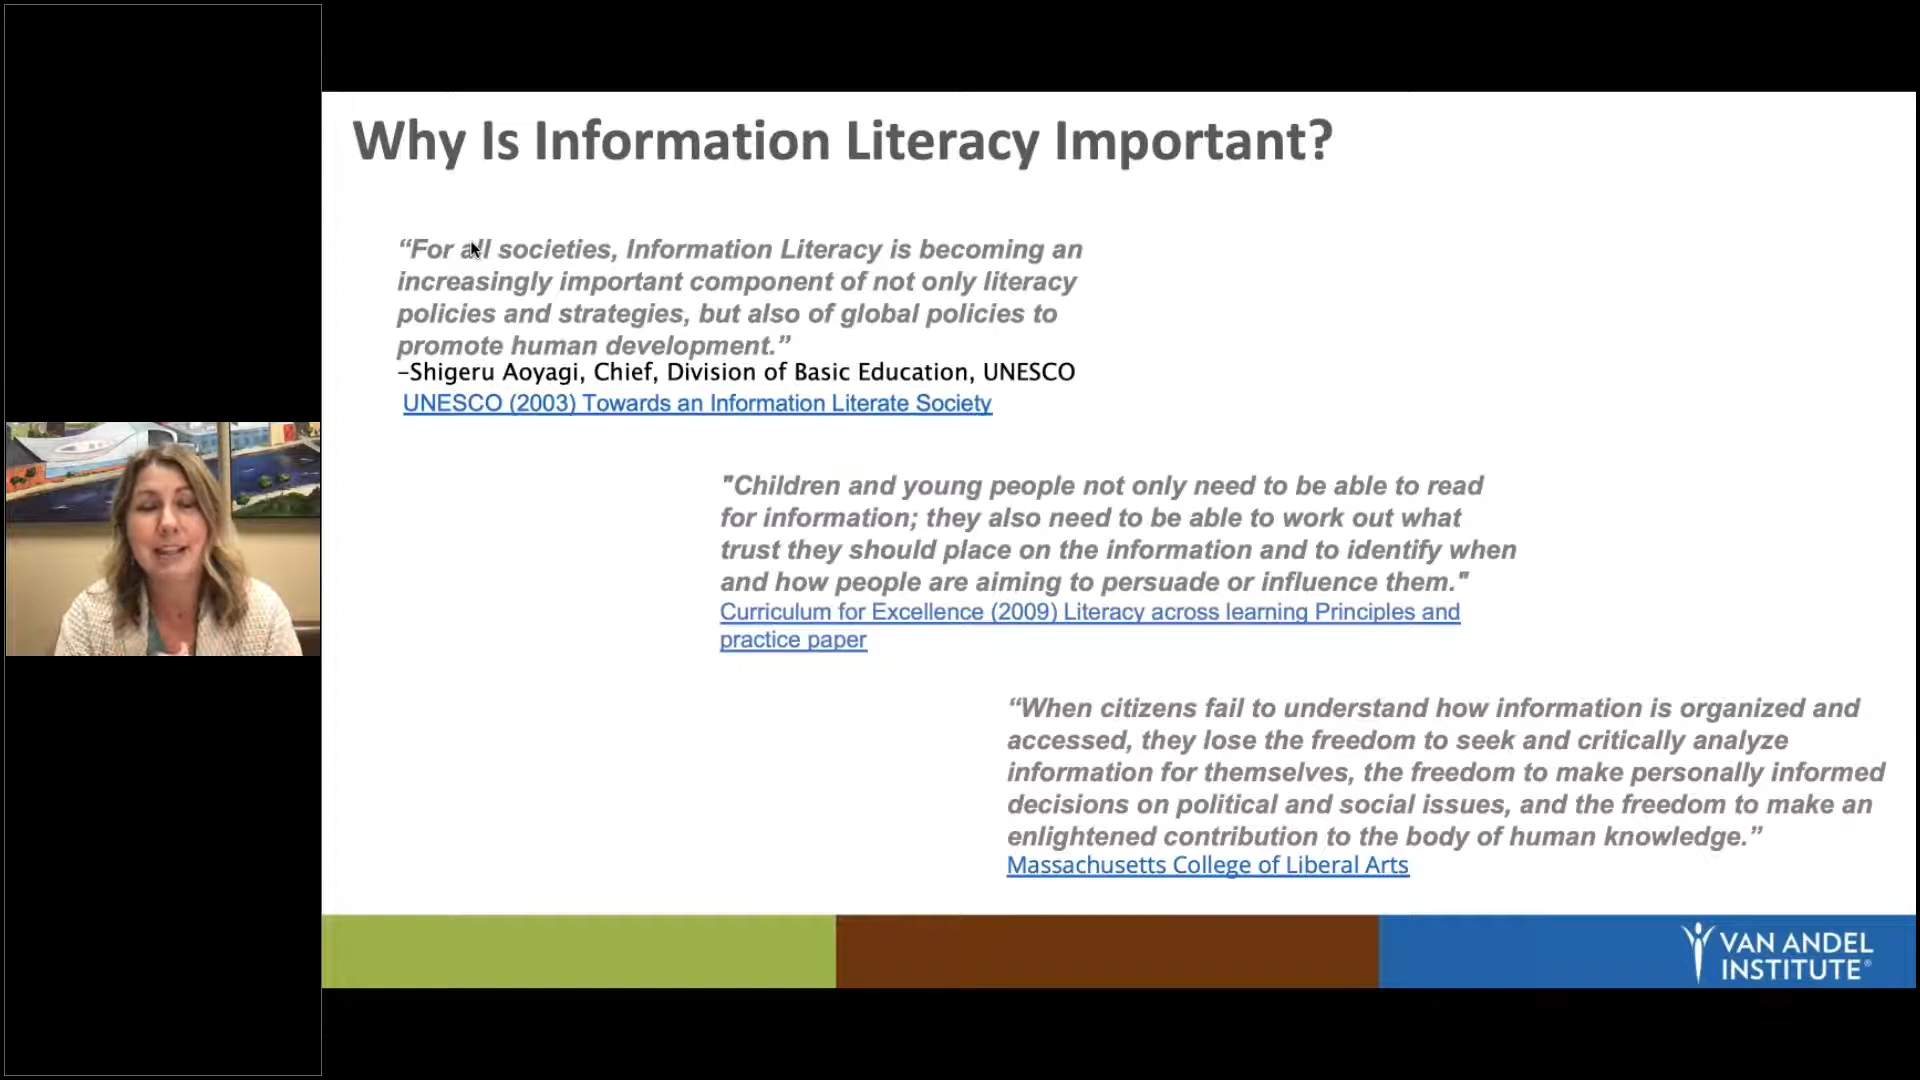 Why Is Information Literacy Important?
“For all societies, Information Literacy is becoming an
increasingly important component of not only literacy
policies and strategies, but also of global policies to
promote human development.”
–Shigeru Aoyagi, Chief, Division of Basic Education, UNESCO
UNESCO (2003) Towards an Information Literate Society
"Children and young people not only need to be able to read
for information; they also need to be able to work out what
trust they should place on the information and to identify when
and how people are aiming to persuade or influence them."
Curriculum for Excellence (2009) Literacy across learning Principles and
practice paper
“When citizens fail to understand how information is organized and
accessed, they lose the freedom to seek and critically analyze
information for themselves, the freedom to make personally informed
decisions on political and social issues, and the freedom to make an
enlightened contribution to the body of human knowledge.”
Massachusetts College of Liberal Arts
VAN ANDEL
INSTITUTE®